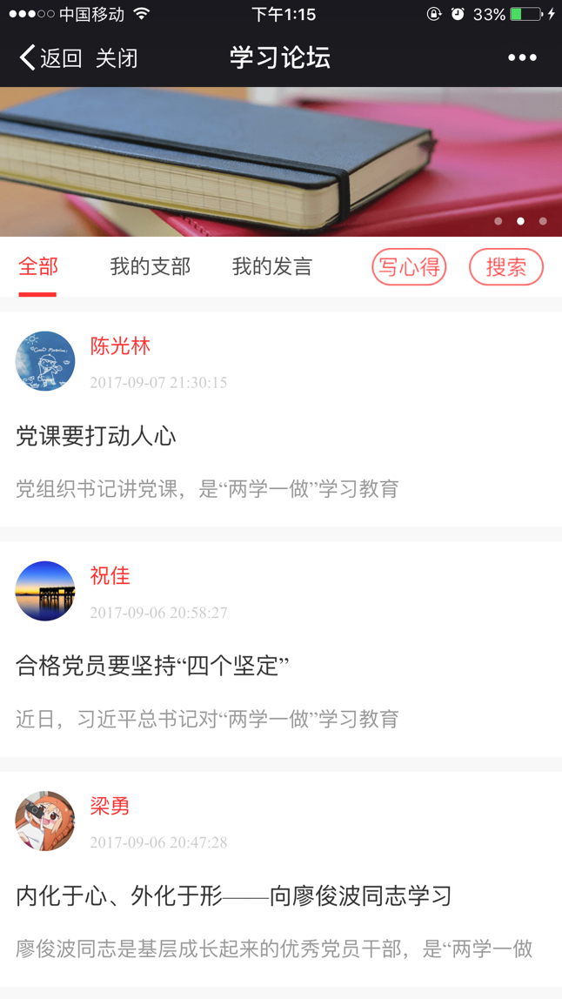 中国移动 下午1:15 33%
返回 关闭 学习论坛
全部 我的支部 我的发言 写心得 搜索
陈光林
2017-09-07 21:30:15
党课要打动人心
党组织书记讲党课，是“两学一做”学习教育
祝佳
2017-09-06 20:58:27
合格党员要坚持“四个坚定”
近日，习近平总书记对“两学一做”学习教育
梁勇
2017-09-06 20:47:28
内化于心、外化于形——向廖俊波同志学习
廖俊波同志是基层成长起来的优秀党员干部，是“两学一做